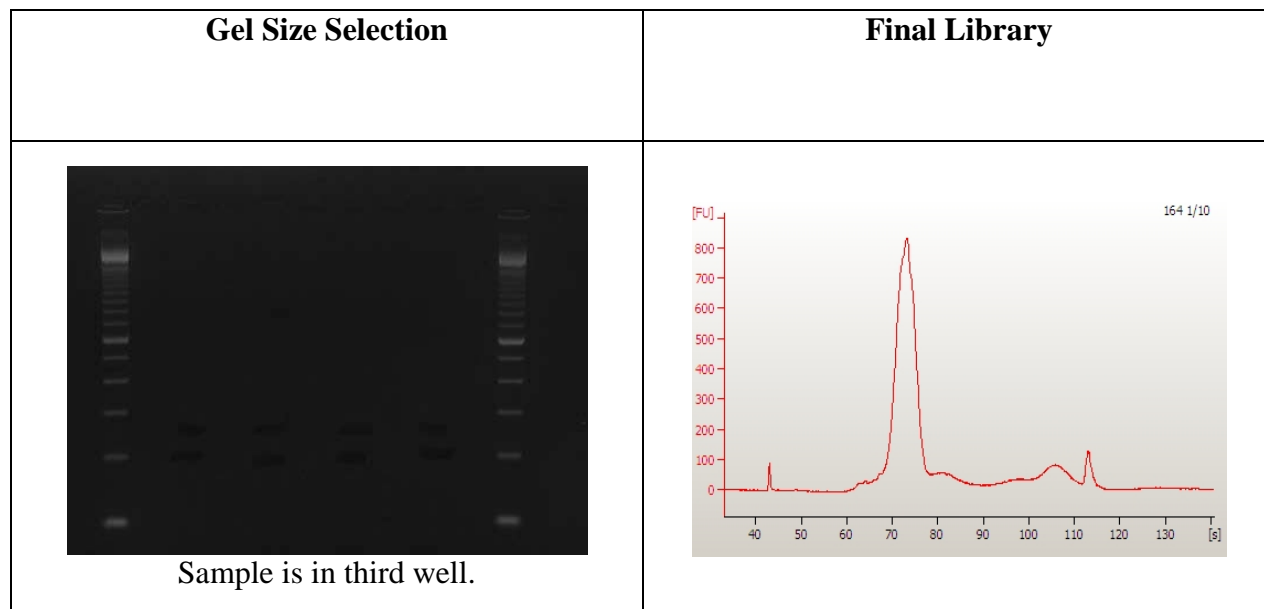 Gel Size Selection
Final Library
Sample is in third well.
[FU]
164 1/10
800
700
600
500
400
300
200
100
0
40 50 60 70 80 90 100 110 120 130 [s]